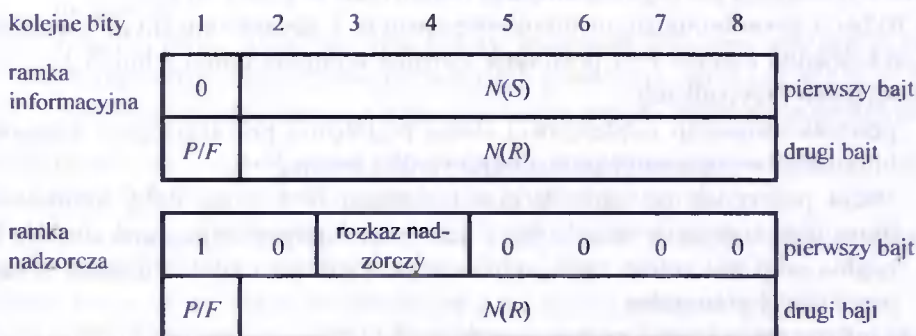 kolejne bity 1 2 3 4 5 6 7 8
ramka informacyjna 0 N(S) pierwszy bajt
P/F N(R) drugi bajt
ramka nadzorcza 1 0 rozkaz nad-
zorczy 0 0 0 0 pierwszy bajt
P/F N(R) drugi bajt